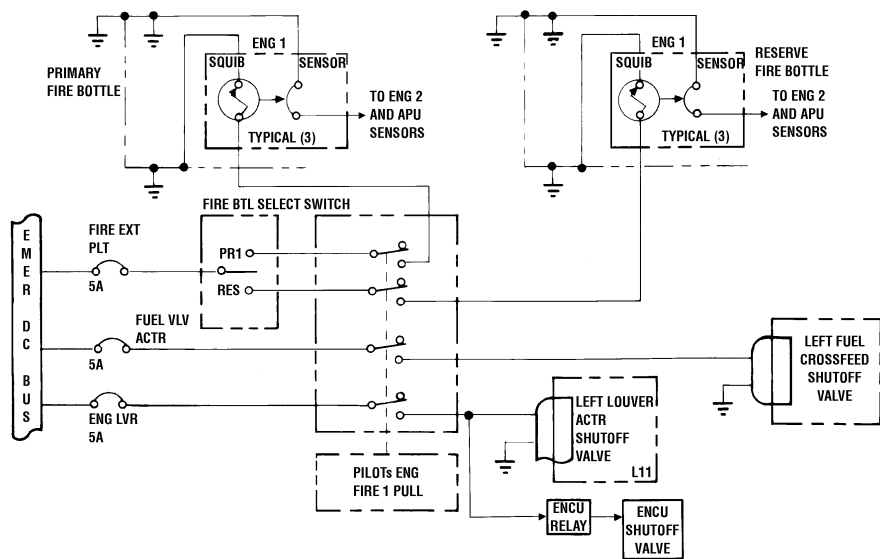 ENG 1
SQUIB
SENSOR
PRIMARY
FIRE BOTTLE
TO ENG 2
AND APU
SENSORS
TYPICAL (3)
ENG 1
SQUIB
SENSOR
RESERVE
FIRE BOTTLE
TO ENG 2
AND APU
SENSORS
TYPICAL (3)
FIRE BTL SELECT SWITCH
EMER DC BUS
FIRE EXT
PLT
5A
PR1
RES
FUEL VLV
ACTR
5A
ENG LVR
5A
LEFT FUEL
CROSSFEED
SHUTOFF
VALVE
LEFT LOUVER
ACTR
SHUTOFF
VALVE
L11
PILOTs ENG
FIRE 1 PULL
ENCU
RELAY
ENCU
SHUTOFF
VALVE